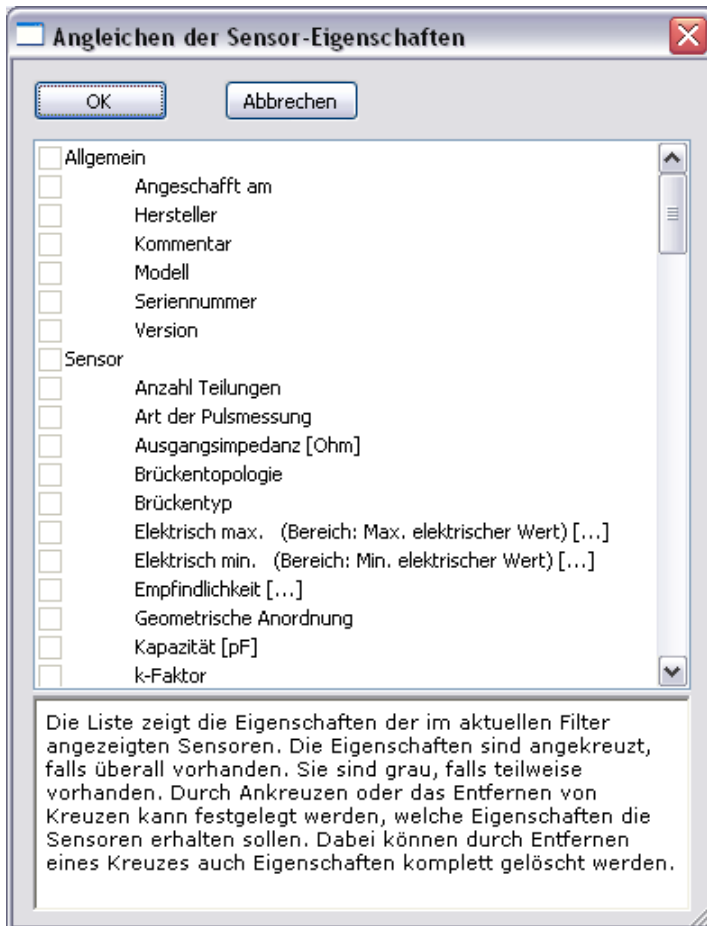 Angleichen der Sensor-Eigenschaften
OK
Abbrechen
Allgemein
Angeschafft am
Hersteller
Kommentar
Modell
Seriennummer
Version
Sensor
Anzahl Teilungen
Art der Pulsmessung
Ausgangsimpedanz [Ohm]
Brückentopologie
Brückentyp
Elektrisch max. (Bereich: Max. elektrischer Wert) [...]
Elektrisch min. (Bereich: Min. elektrischer Wert) [...]
Empfindlichkeit [...]
Geometrische Anordnung
Kapazität [pF]
k-Faktor
Die Liste zeigt die Eigenschaften der im aktuellen Filter
angezeigten Sensoren. Die Eigenschaften sind angekreuzt,
falls überall vorhanden. Sie sind grau, falls teilweise
vorhanden. Durch Ankreuzen oder das Entfernen von
Kreuzen kann festgelegt werden, welche Eigenschaften die
Sensoren erhalten sollen. Dabei können durch Entfernen
eines Kreuzes auch Eigenschaften komplett gelöscht werden.